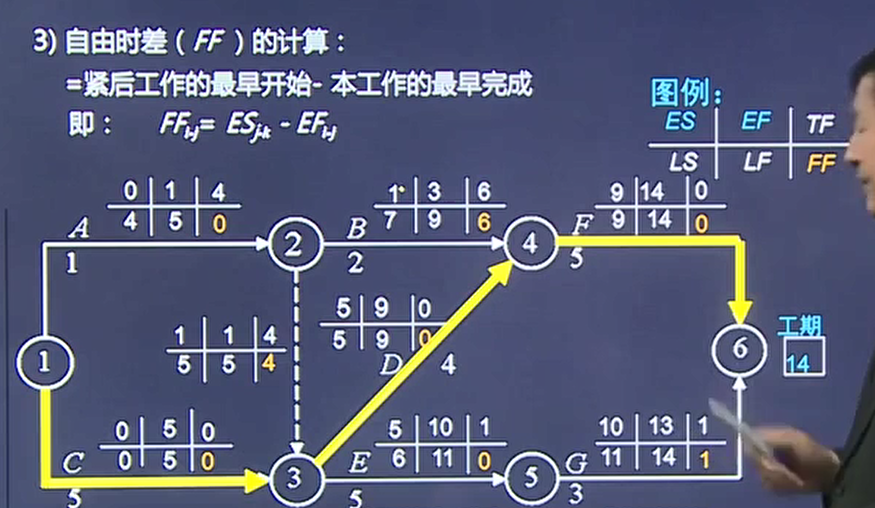 3) 自由时差（FF）的计算：
=紧后工作的最早开始- 本工作的最早完成
即： FFi-j= ESj-k - EFi-j
图例：
ES EF TF
LS LF FF
A
0 1 4
4 5 0
1
2
B
1 3 6
7 9 6
2
4
F
9 14 0
9 14 0
5
1
1 1 4
5 5 4
5 9 0
5 9 0
D
4
6
工期
14
C
0 5 0
0 5 0
5
3
E
5 10 1
6 11 0
5
5
G
10 13 1
11 14 1
3